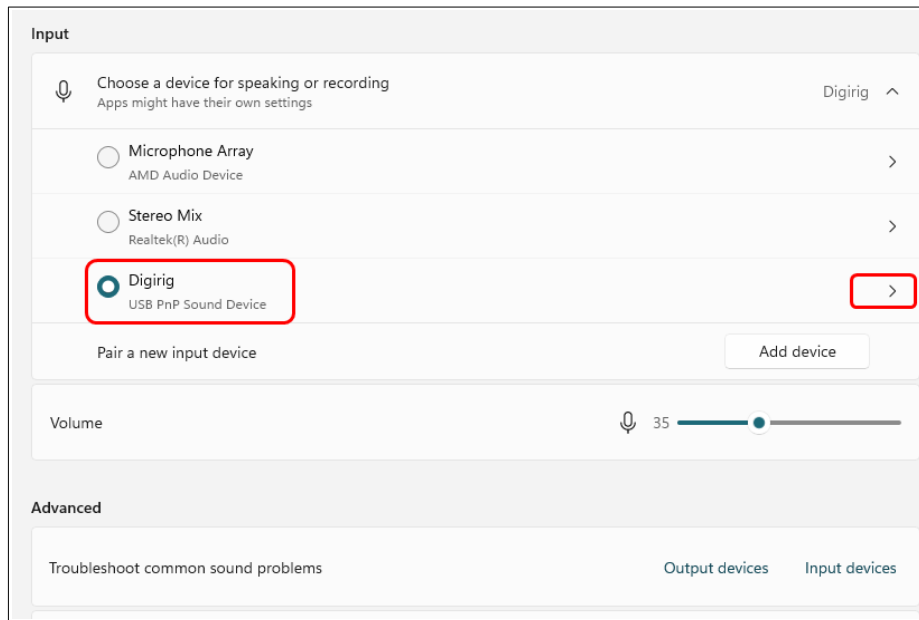 Input
Choose a device for speaking or recording
Apps might have their own settings
Digirig
Microphone Array
AMD Audio Device
Stereo Mix
Realtek(R) Audio
Digirig
USB PnP Sound Device
Pair a new input device
Add device
Volume
35
Advanced
Troubleshoot common sound problems
Output devices
Input devices